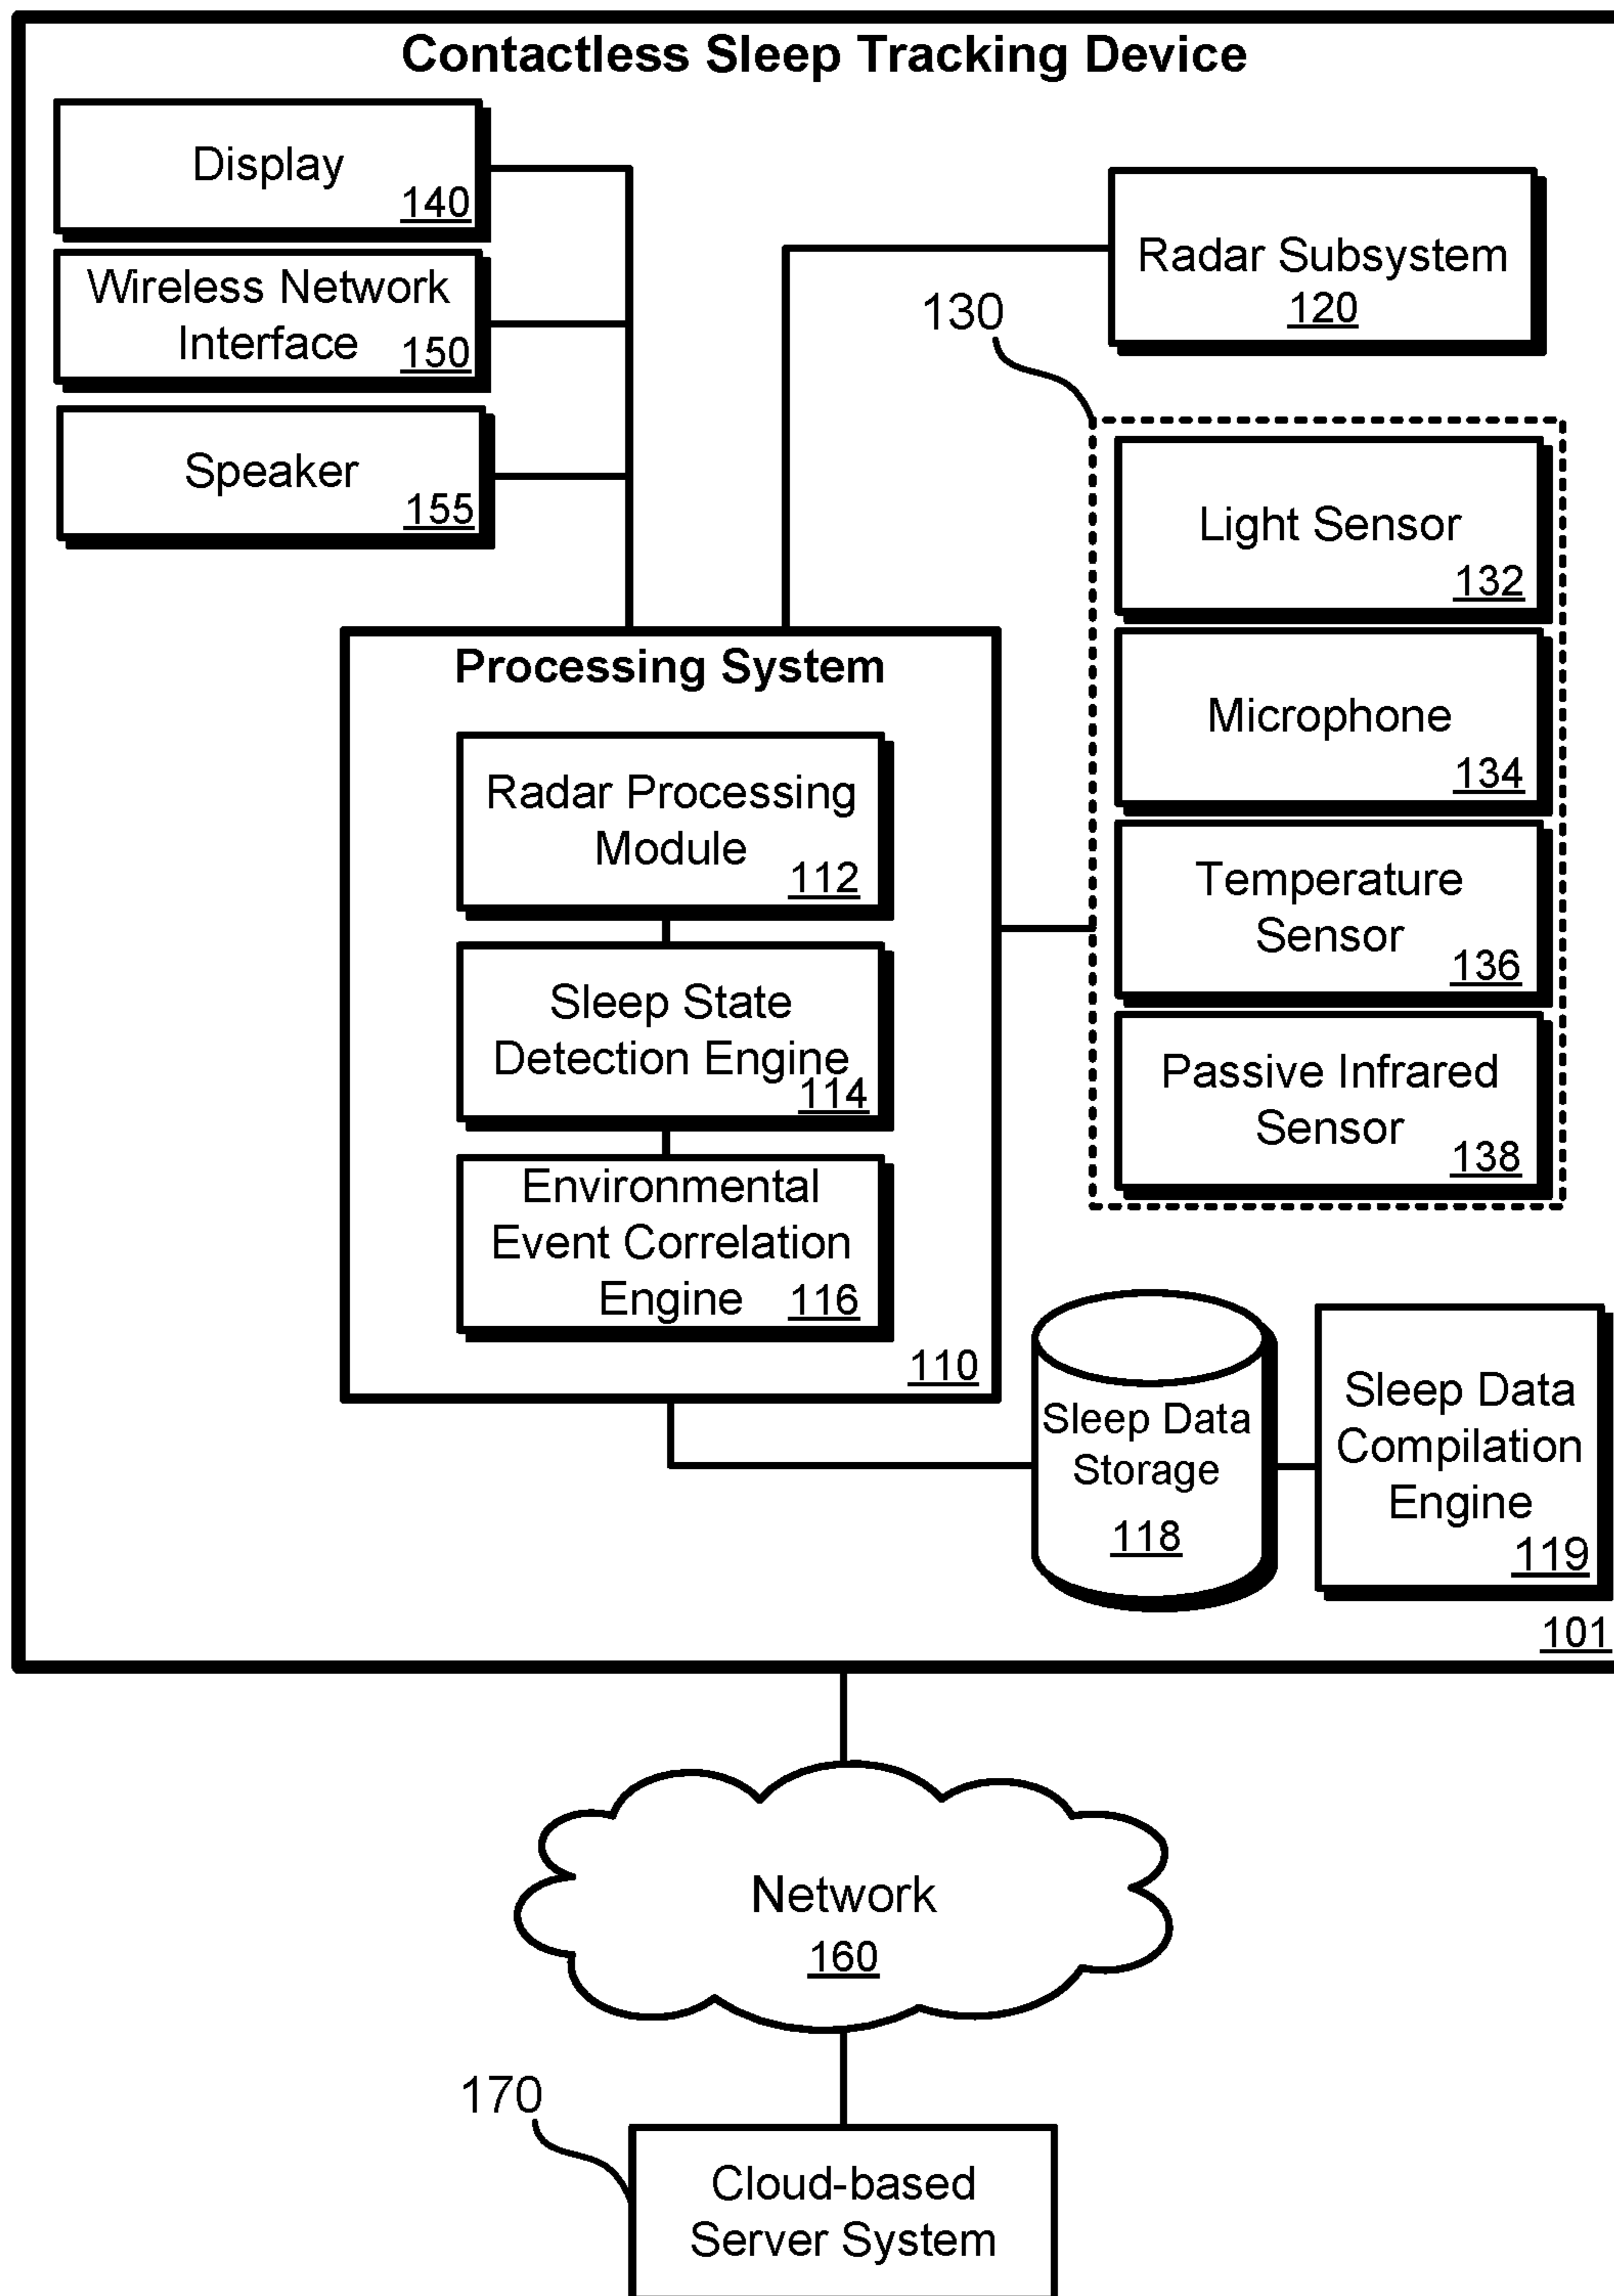 Contactless Sleep Tracking Device
Display
140
Wireless Network
Interface 150
Speaker
155
Radar Subsystem
120
130
Light Sensor
132
Microphone
134
Temperature
Sensor
136
Passive Infrared
Sensor
138
Processing System
Radar Processing
Module
112
Sleep State
Detection Engine
114
Environmental
Event Correlation
Engine 116
110
Sleep Data
Storage
118
Sleep Data
Compilation
Engine
119
101
Network
160
170
Cloud-based
Server System